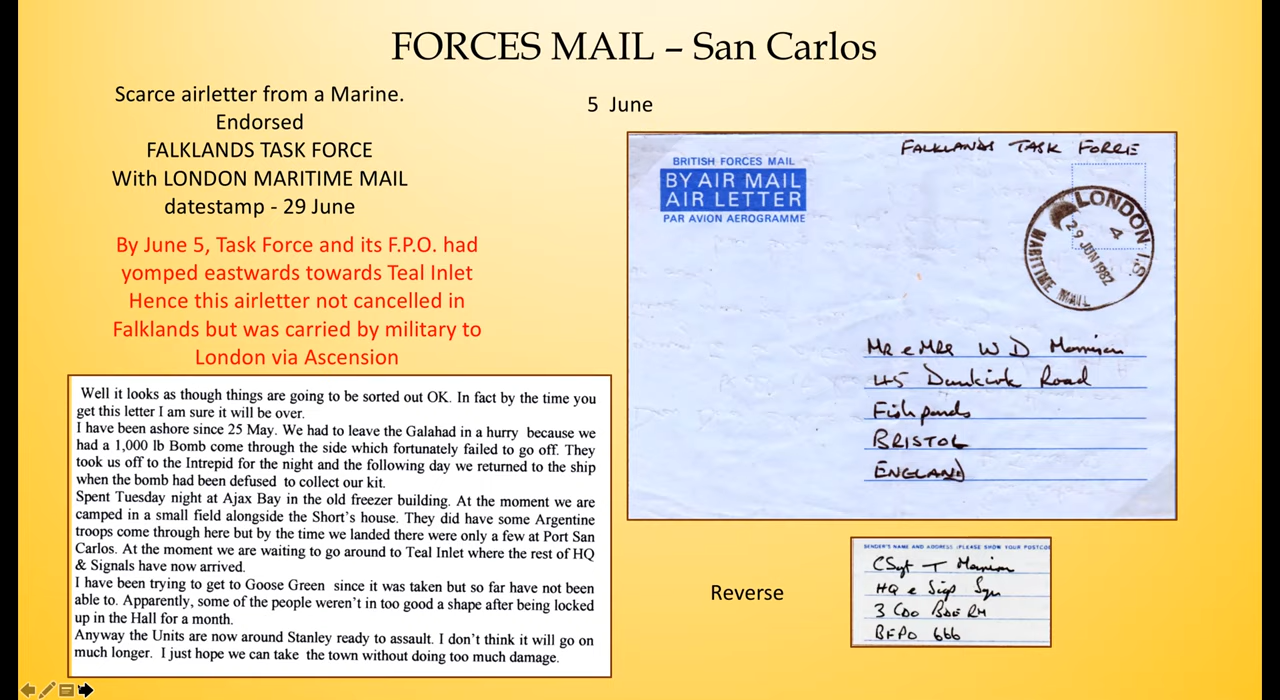 FORCES MAIL – San Carlos
Scarce airletter from a Marine.
Endorsed
FALKLANDS TASK FORCE
With LONDON MARITIME MAIL
datestamp - 29 June
By June 5, Task Force and its F.P.O. had
yomped eastwards towards Teal Inlet
Hence this airletter not cancelled in
Falklands but was carried by military to
London via Ascension
Well it looks as though things are going to be sorted out OK. In fact by the time you
get this letter I am sure it will be over.
I have been ashore since 25 May. We had to leave the Galahad in a hurry because we
had a 1,000 lb Bomb come through the side which fortunately failed to go off. They
took us off to the Intrepid for the night and the following day we returned to the ship
when the bomb had been defused to collect our kit.
Spent Tuesday night at Ajax Bay in the old freezer building. At the moment we are
camped in a small field alongside the Short's house. They did have some Argentine
troops come through here but by the time we landed there were only a few at Port San
Carlos. At the moment we are waiting to go around to Teal Inlet where the rest of HQ
& Signals have now arrived.
I have been trying to get to Goose Green since it was taken but so far have not been
able to. Apparently, some of the people weren't in too good a shape after being locked
up in the Hall for a month.
Anyway the Units are now around Stanley ready to assault. I don't think it will go on
much longer. I just hope we can take the town without doing too much damage.
5 June
FALKLANDS TASK FORCE
BRITISH FORCES MAIL
BY AIR MAIL
AIR LETTER
PAR AVION AEROGRAMME
LONDON I.S.
4
29 JUN 1982
MARITIME MAIL
Mr & Mrs W D
45 Dunkirk Road
Fishponds
BRISTOL
ENGLAND
Reverse
SENDER'S NAME AND ADDRESS (PLEASE SHOW YOUR POSTCOD
CSgt T
HQ & Sigs Sqn
3 Cdo Bde RM
BFPO 666